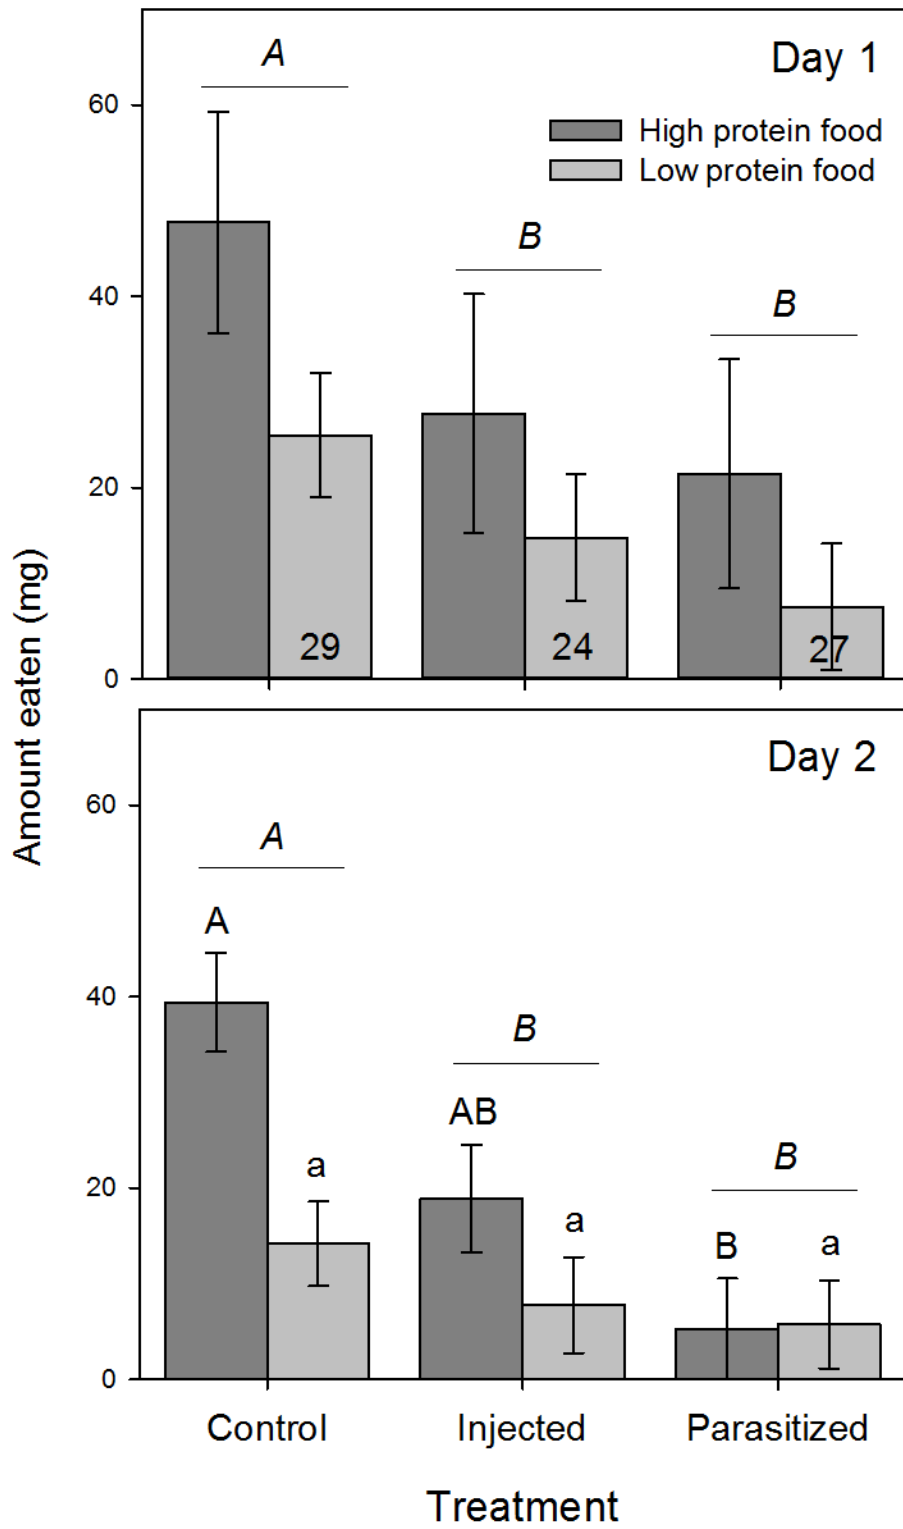 Day 1
A
60
High protein food
Low protein food
B
B
40
20
29
24
27
0
Amount eaten (mg)
Day 2
60
A
A
40
B
AB
20
a
B
a
B
a
0
Control Injected Parasitized
Treatment